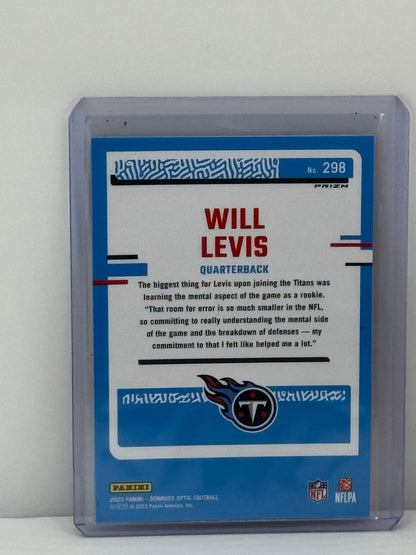 No. 298
PRIZM
WILL
LEVIS
QUARTERBACK
The biggest thing for Levis upon joining the Titans was
learning the mental aspect of the game as a rookie.
"That room for error is so much smaller in the NFL,
so committing to really understanding the mental side
of the game and the breakdown of defenses — my
commitment to that I felt like helped me a lot."
T
PANINI
2023 PANINI - DONRUSS OPTIC FOOTBALL
© 2023 Panini America, Inc.
NFL
NFLPA